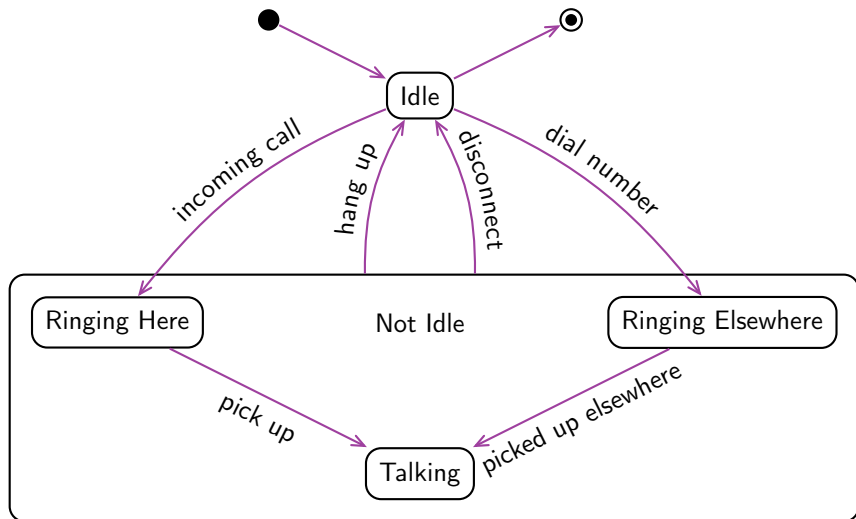 Idle
incoming call
hang up
disconnect
dial number
Ringing Here
Not Idle
Ringing Elsewhere
pick up
picked up elsewhere
Talking